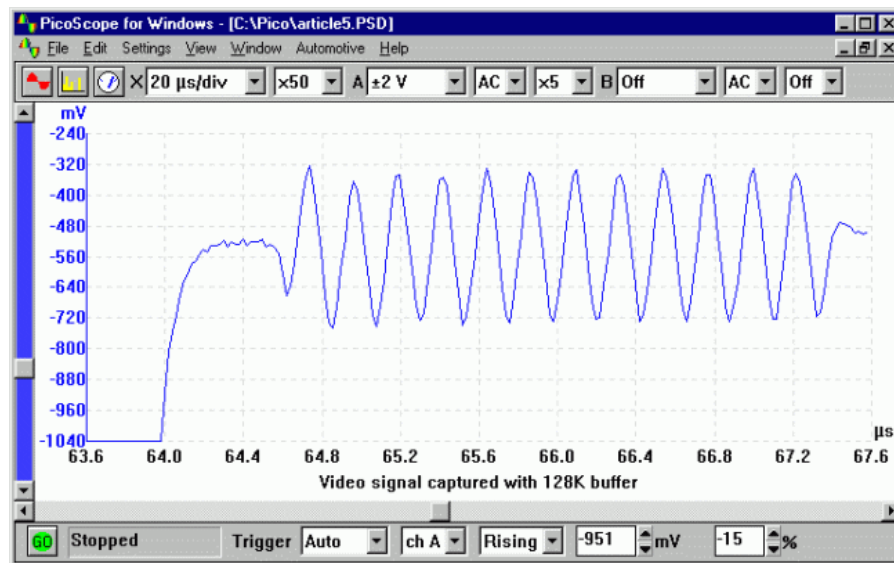 PicoScope for Windows - [C:\Pico\article5.PSD]
File Edit Settings View Window Automotive Help
X 20 µs/div x50 A ±2 V AC x5 B Off AC Off
mV
-240
-320
-400
-480
-560
-640
-720
-800
-880
-960
-1040
µs
63.6 64.0 64.4 64.8 65.2 65.6 66.0 66.4 66.8 67.2 67.6
Video signal captured with 128K buffer
GO Stopped Trigger Auto ch A Rising -951 mV -15 %